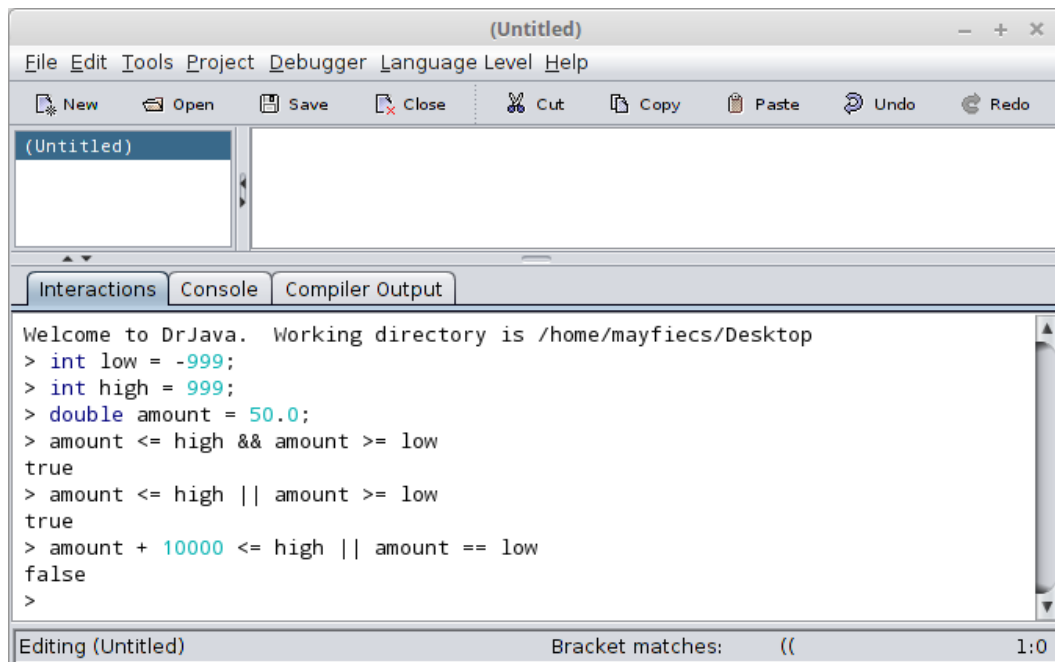 (Untitled)
File Edit Tools Project Debugger Language Level Help
New Open Save Close Cut Copy Paste Undo Redo
(Untitled)
Interactions Console Compiler Output
Welcome to DrJava.  Working directory is /home/mayfiecs/Desktop
> int low = -999;
> int high = 999;
> double amount = 50.0;
> amount <= high && amount >= low
true
> amount <= high || amount >= low
true
> amount + 10000 <= high || amount == low
false
>
Editing (Untitled) Bracket matches: (( 1:0